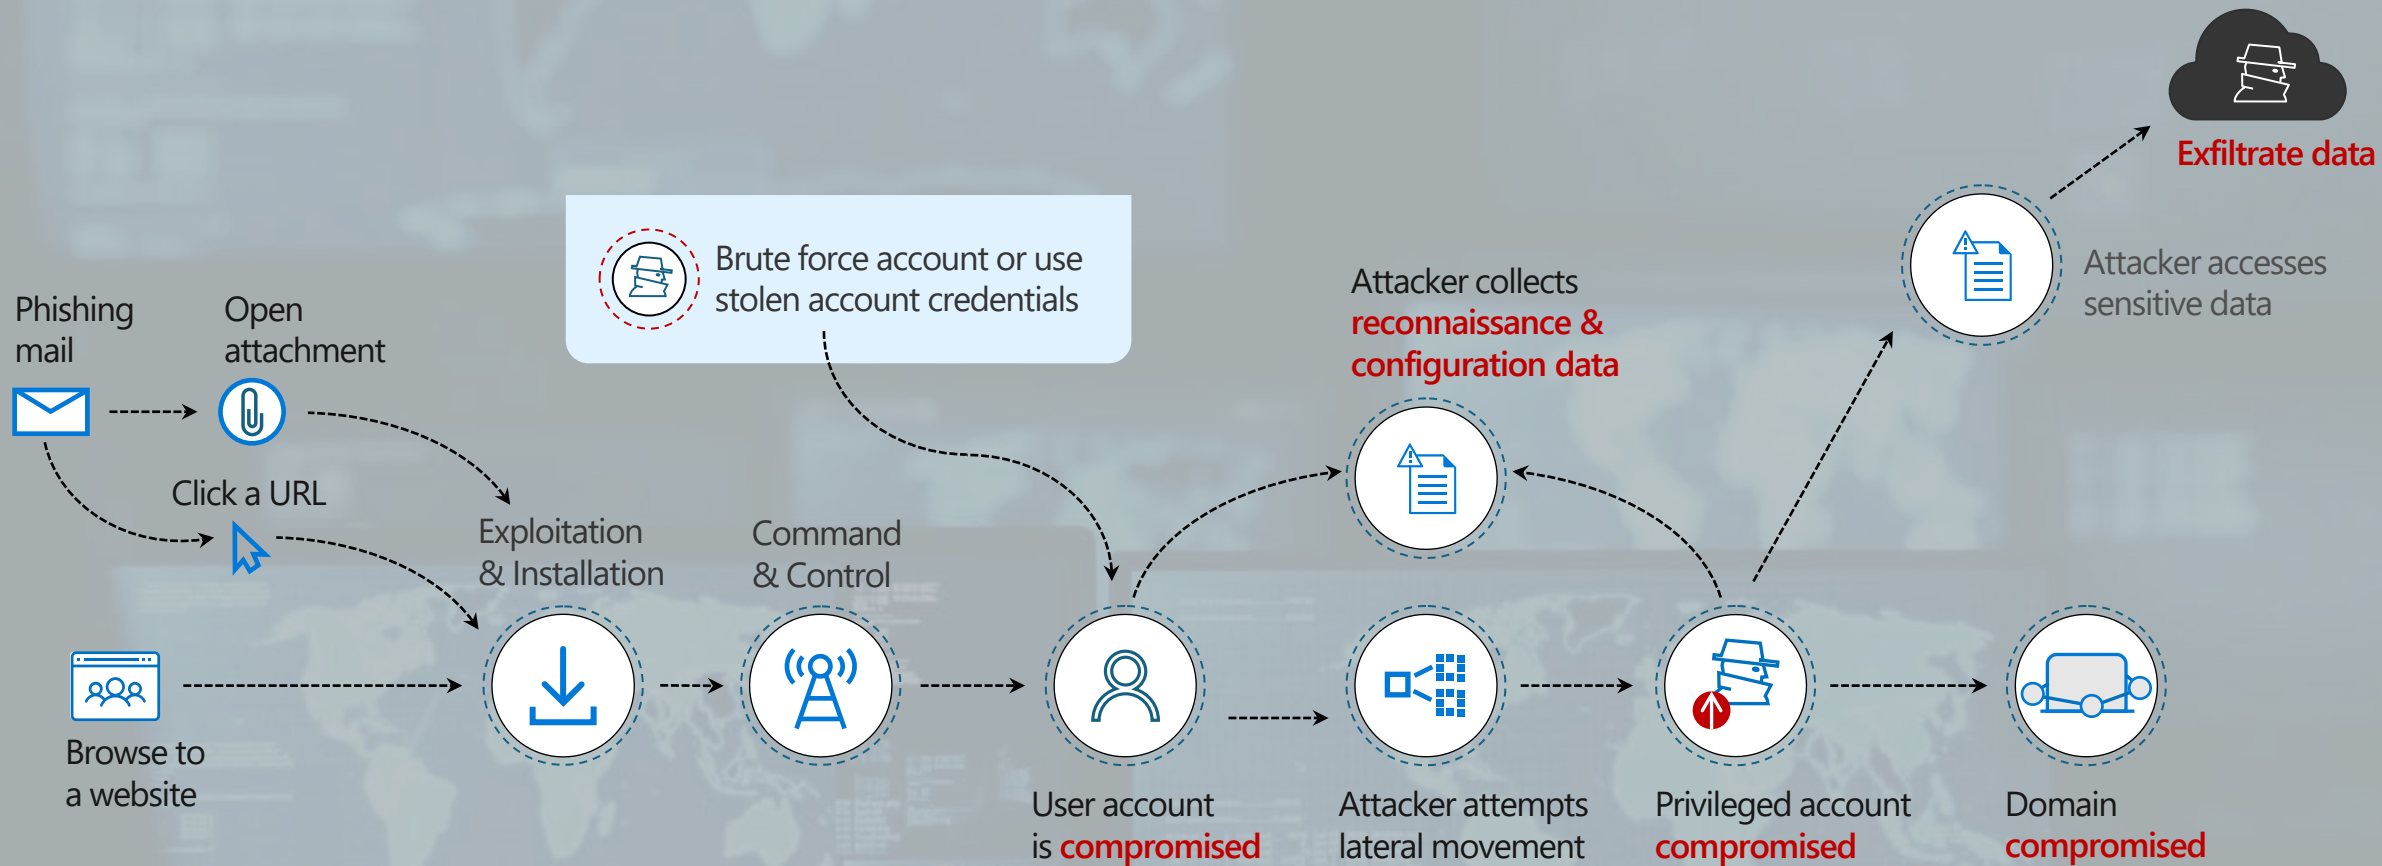 Phishing
mail
Open
attachment
Click a URL
Browse to
a website
Exploitation
& Installation
Command
& Control
Brute force account or use
stolen account credentials
User account
is compromised
Attacker collects
reconnaissance &
configuration data
Attacker attempts
lateral movement
Privileged account
compromised
Domain
compromised
Attacker accesses
sensitive data
Exfiltrate data